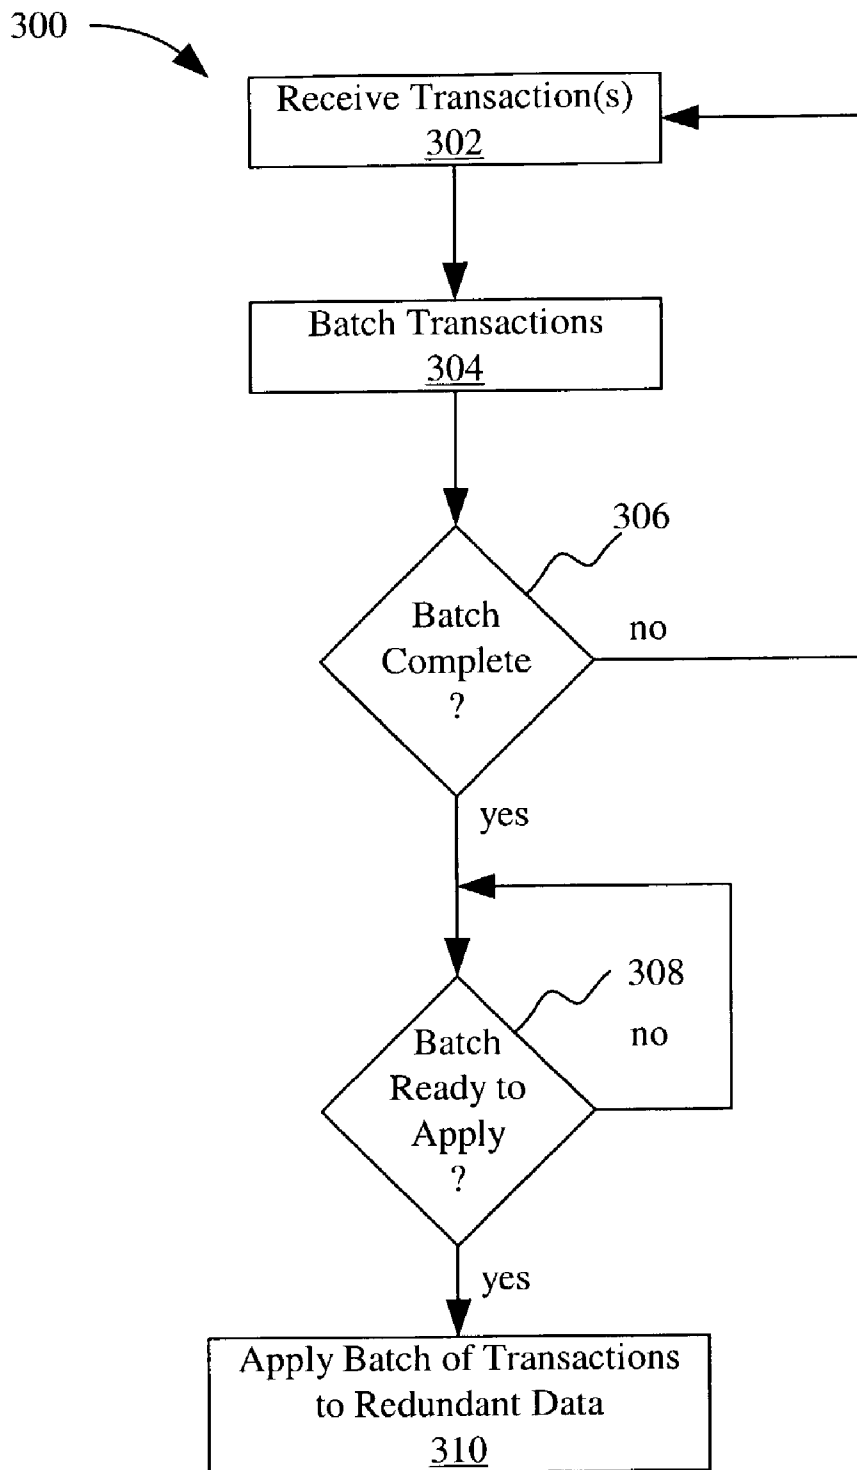 300
Receive Transaction(s)
302
Batch Transactions
304
306
Batch
Complete
?
no
yes
308
Batch
Ready to
Apply
?
no
yes
Apply Batch of Transactions
to Redundant Data
310